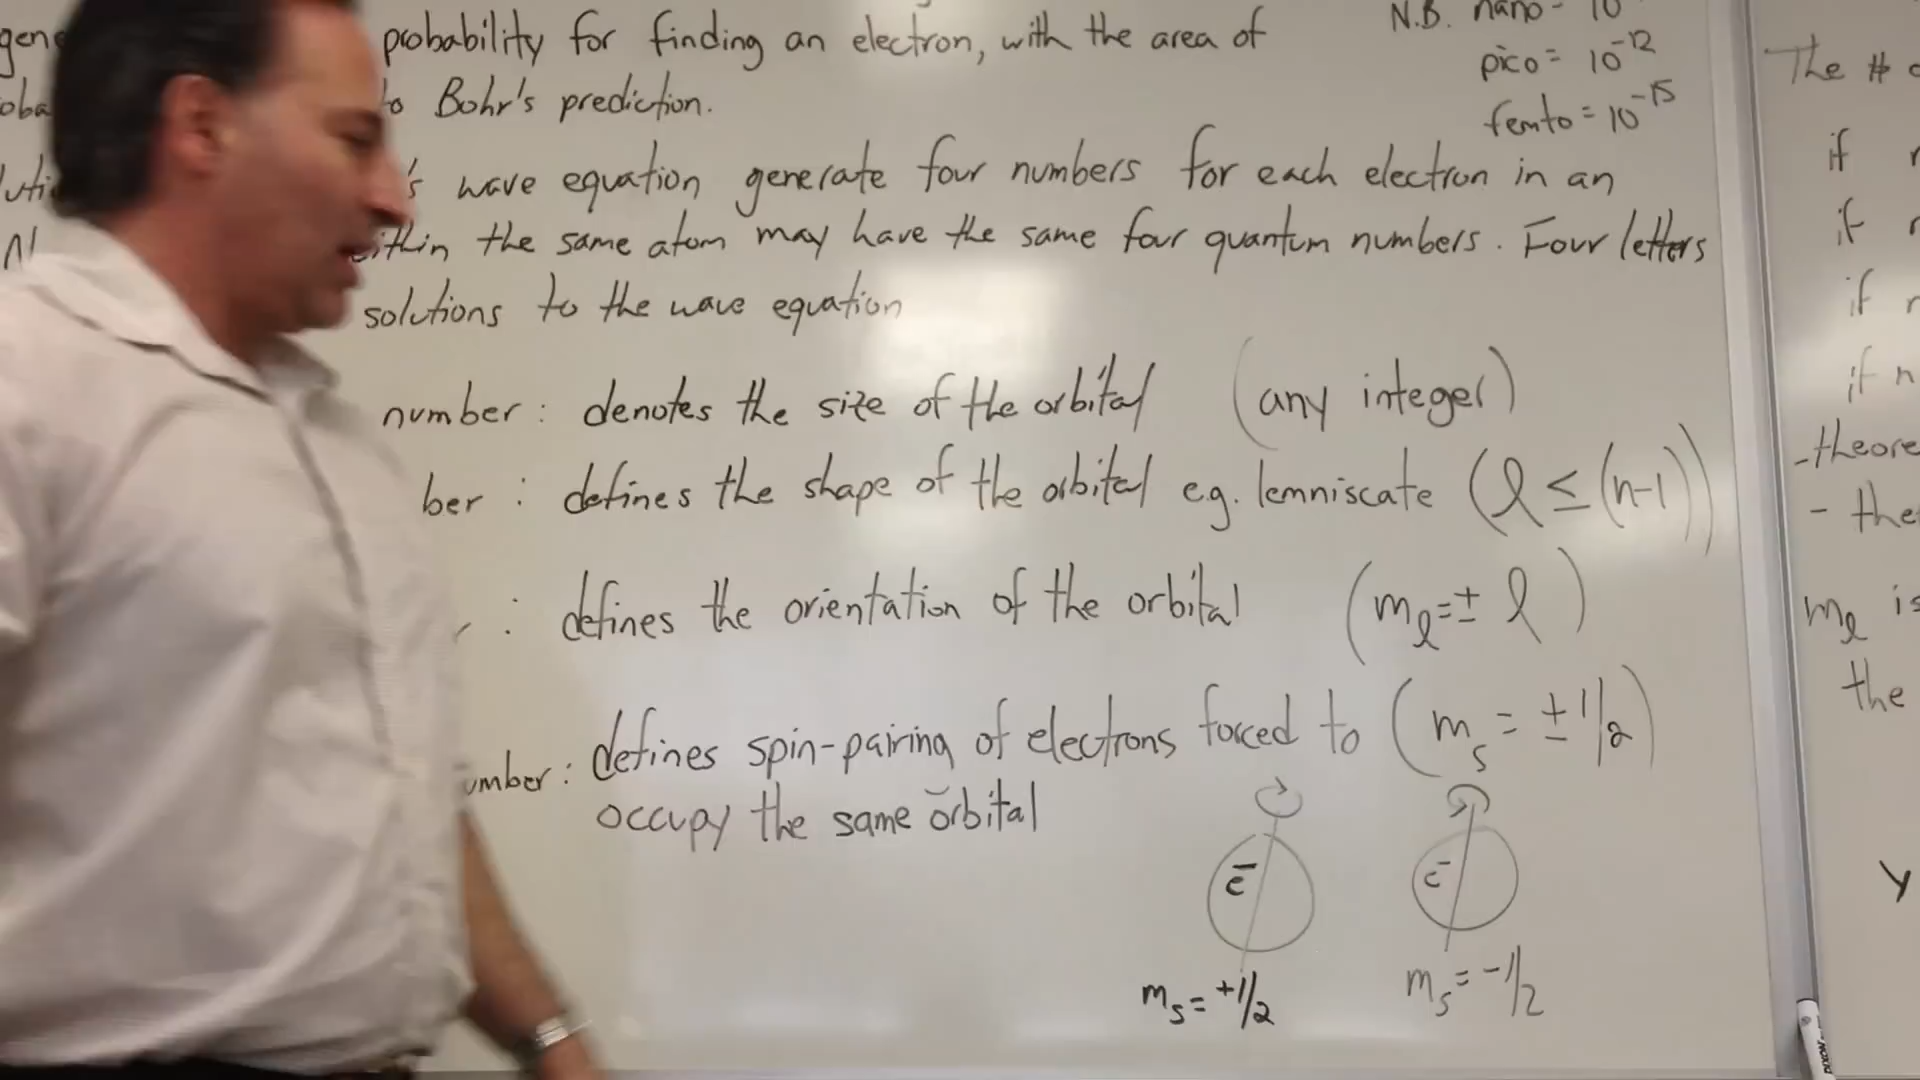 probability for finding an electron, with the area of
to Bohr's prediction.
's wave equation generate four numbers for each electron in an
within the same atom may have the same four quantum numbers. Four letters
solutions to the wave equation
number: denotes the size of the orbital (any integer)
ber : defines the shape of the orbital e.g. lemniscate (l ≤ (n-1))
: defines the orientation of the orbital (mℓ = ± l)
umber: defines spin-pairing of electrons forced to (ms = ± 1/2)
occupy the same orbital
e⁻ e⁻
ms = +1/2 ms = -1/2
N.B. nano = 10
pico = 10⁻¹²
femto = 10⁻¹⁵
The #
if
if
if
if n
- theore
- the
mℓ is
the
y
DIXON